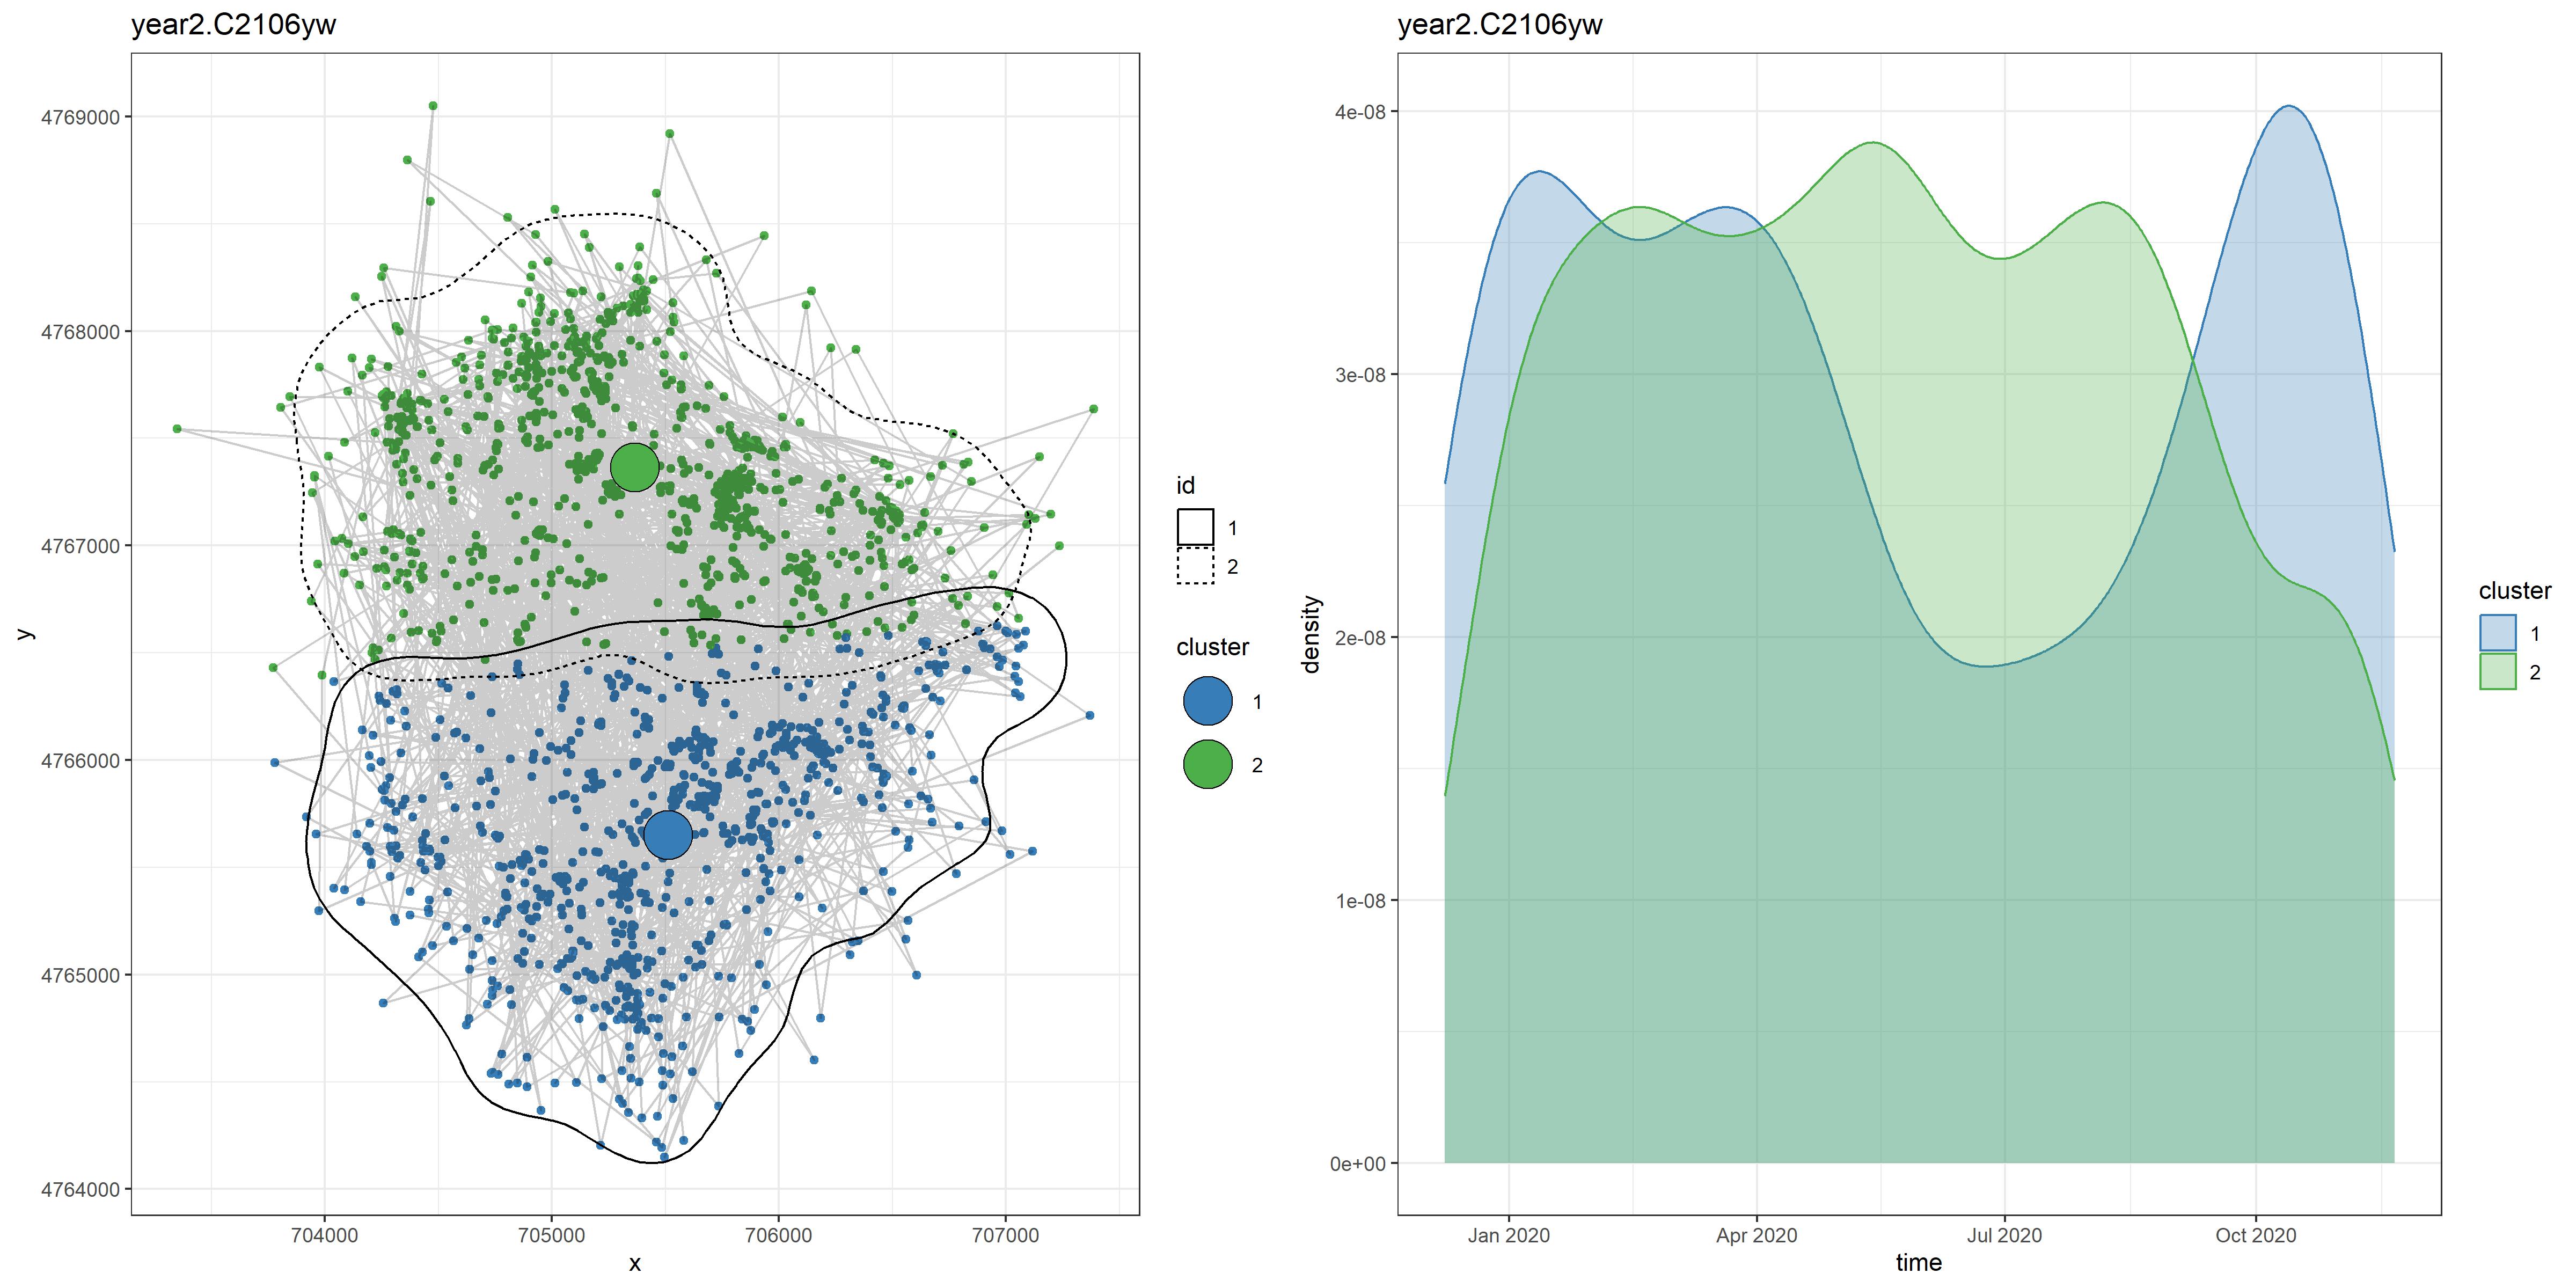 year2.C2106yw
4769000
4768000
4767000
4766000
4765000
4764000
y
704000
705000
706000
707000
x
id
1
2
cluster
1
2
year2.C2106yw
4e-08
3e-08
2e-08
1e-08
0e+00
density
Jan 2020
Apr 2020
Jul 2020
Oct 2020
time
cluster
1
2